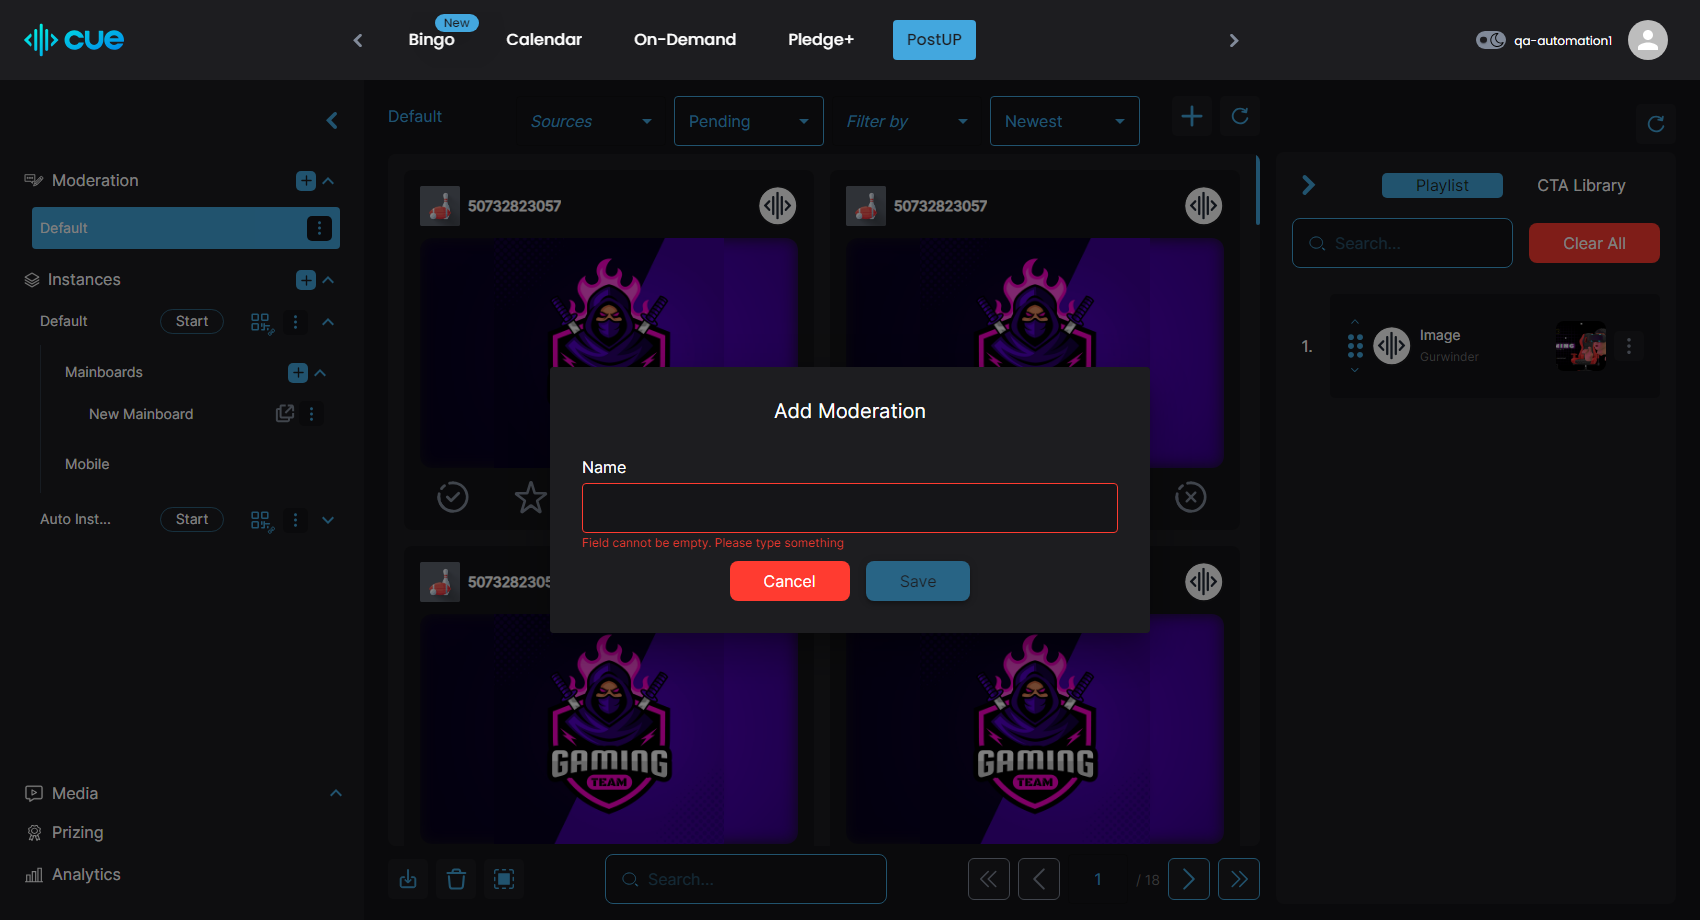 cue
New
Bingo
Calendar
On-Demand
Pledge+
PostUP
qa-automation1
Moderation
Default
Instances
Default
Start
Mainboards
New Mainboard
Mobile
Auto Inst...
Start
Media
Prizing
Analytics
Default
Sources
Pending
Filter by
Newest
50732823057
50732823057
Add Moderation
Name
Field cannot be empty. Please type something
Cancel
Save
GAMING
TEAM
GAMING
TEAM
Search...
1
/ 18
Playlist
CTA Library
Search...
Clear All
1.
Image
Gurwinder